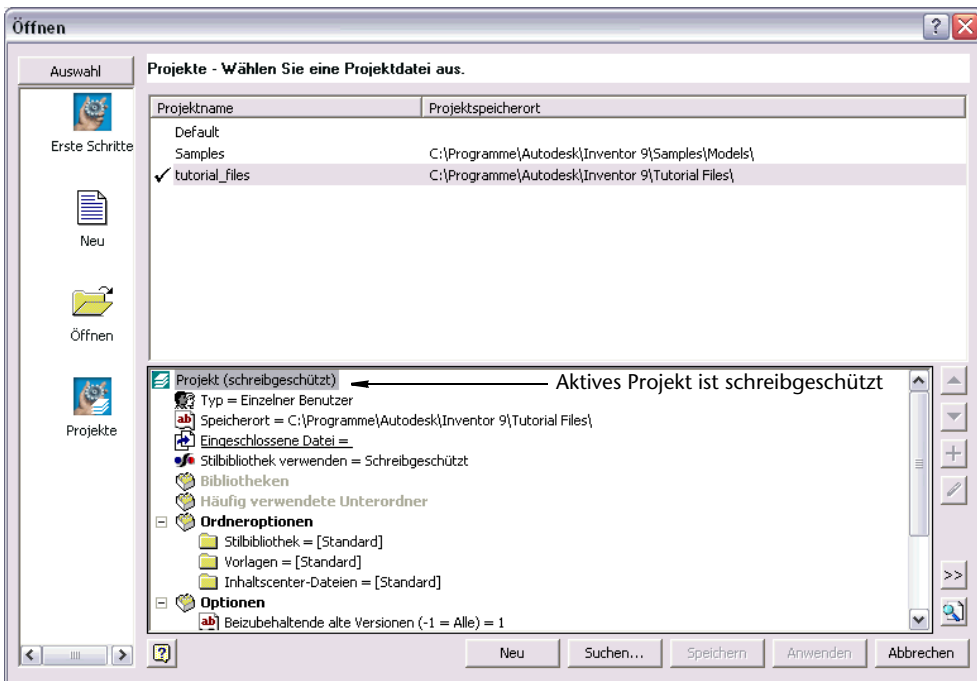 Öffnen
Auswahl
Projekte - Wählen Sie eine Projektdatei aus.
Erste Schritte
Neu
Öffnen
Projekte
Projektname Projektspeicherort
Default
Samples C:\Programme\Autodesk\Inventor 9\Samples\Models\
tutorial_files C:\Programme\Autodesk\Inventor 9\Tutorial Files\
Projekt (schreibgeschützt) Aktives Projekt ist schreibgeschützt
Typ = Einzelner Benutzer
Speicherort = C:\Programme\Autodesk\Inventor 9\Tutorial Files\
Eingeschlossene Datei =
Stilbibliothek verwenden = Schreibgeschützt
Bibliotheken
Häufig verwendete Unterordner
Ordneroptionen
Stilbibliothek = [Standard]
Vorlagen = [Standard]
Inhaltscenter-Dateien = [Standard]
Optionen
Beizubehaltende alte Versionen (-1 = Alle) = 1
>>
Neu Suchen... Speichern Anwenden Abbrechen